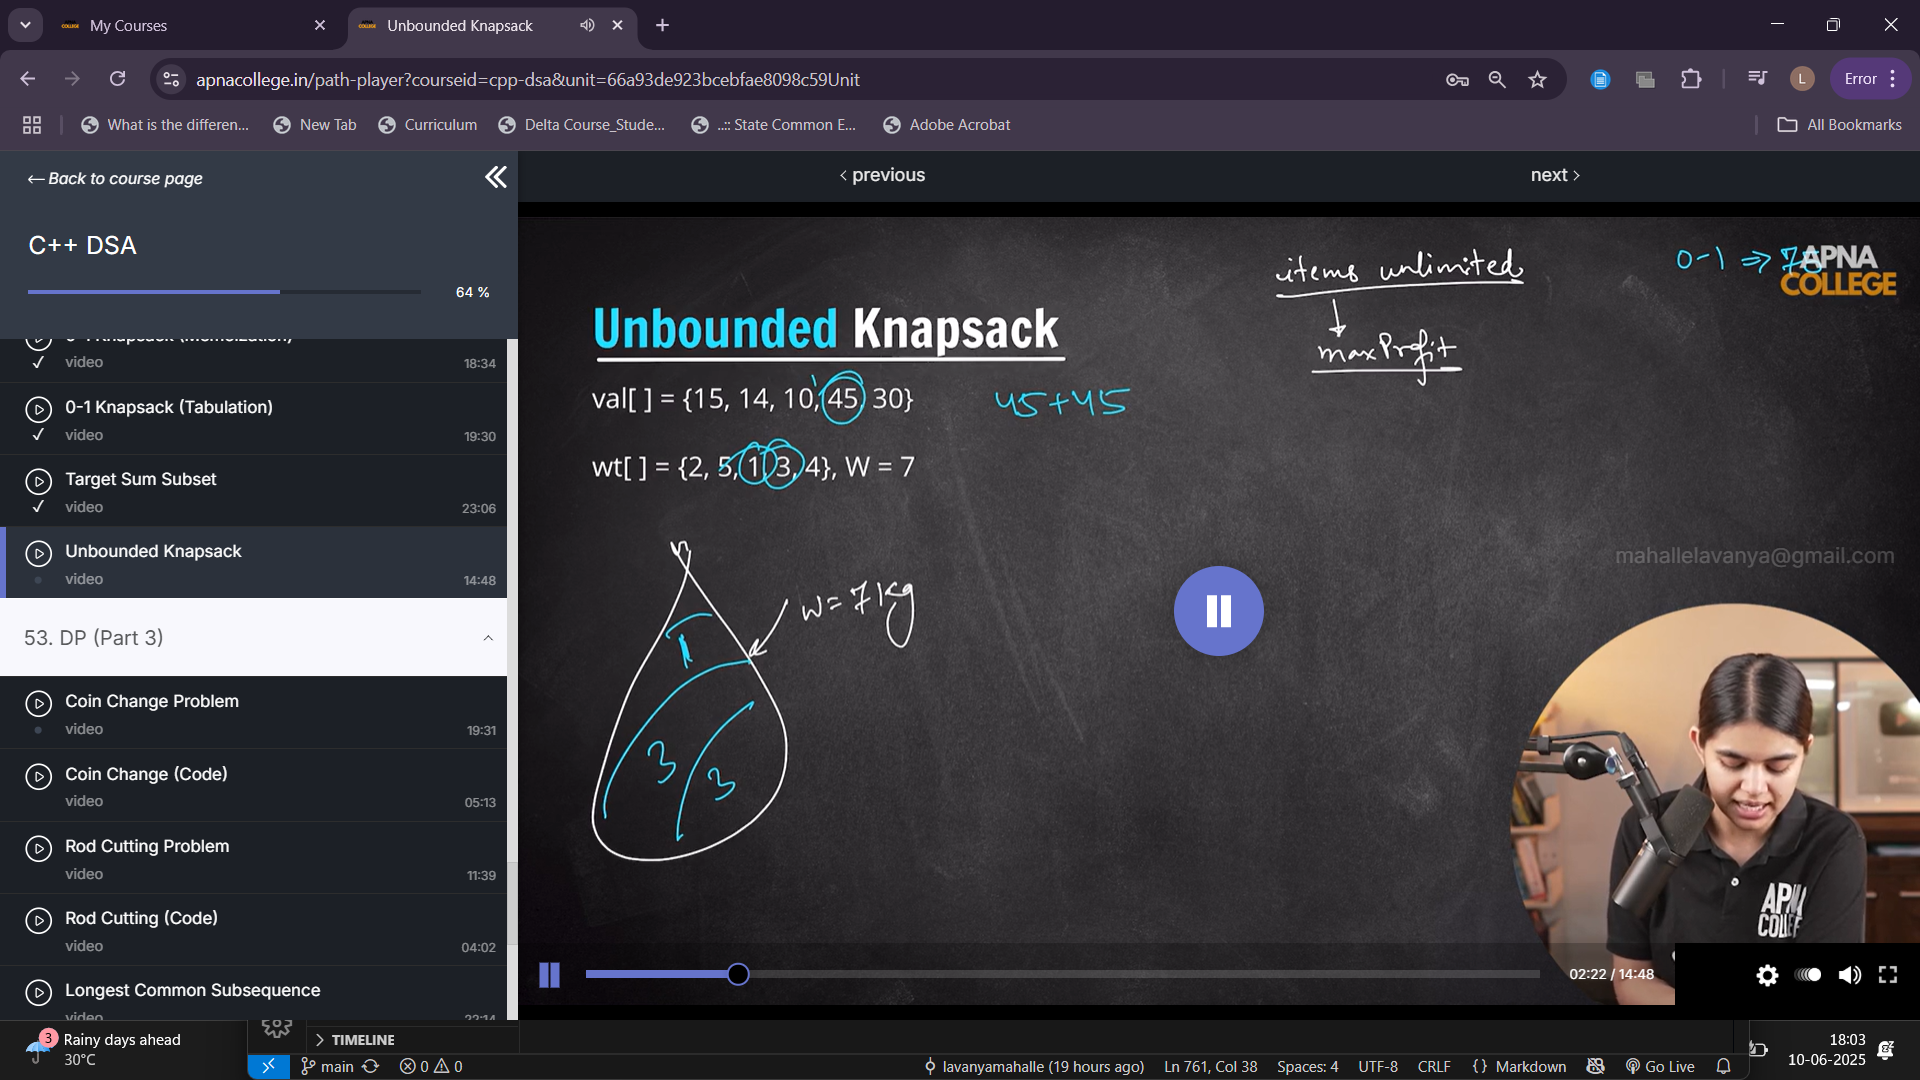 My Courses
Unbounded Knapsack
apnacollege.in/path-player?courseid=cpp-dsa&unit=66a93de923bcebfae8098c59Unit
L
Error
What is the differen...
New Tab
Curriculum
Delta Course_Stude...
..:: State Common E...
Adobe Acrobat
All Bookmarks
← Back to course page
C++ DSA
64 %
video
18:34
0-1 Knapsack (Tabulation)
video
19:30
Target Sum Subset
video
23:06
Unbounded Knapsack
video
14:48
53. DP (Part 3)
Coin Change Problem
video
19:31
Coin Change (Code)
video
05:13
Rod Cutting Problem
video
11:39
Rod Cutting (Code)
video
04:02
Longest Common Subsequence
video
‹ previous
next ›
items unlimited
maxProfit
0-1 ⇒
APNA
COLLEGE
Unbounded Knapsack
val[ ] = {15, 14, 10, 45, 30}
45+45
wt[ ] = {2, 5, 1, 3, 4}, W = 7
W = 7kg
1
3
3
mahallelavanya@gmail.com
02:22 / 14:48
3
Rainy days ahead
30°C
TIMELINE
main
0
0
lavanyamahalle (19 hours ago)
Ln 761, Col 38
Spaces: 4
UTF-8
CRLF
{ } Markdown
Go Live
18:03
10-06-2025